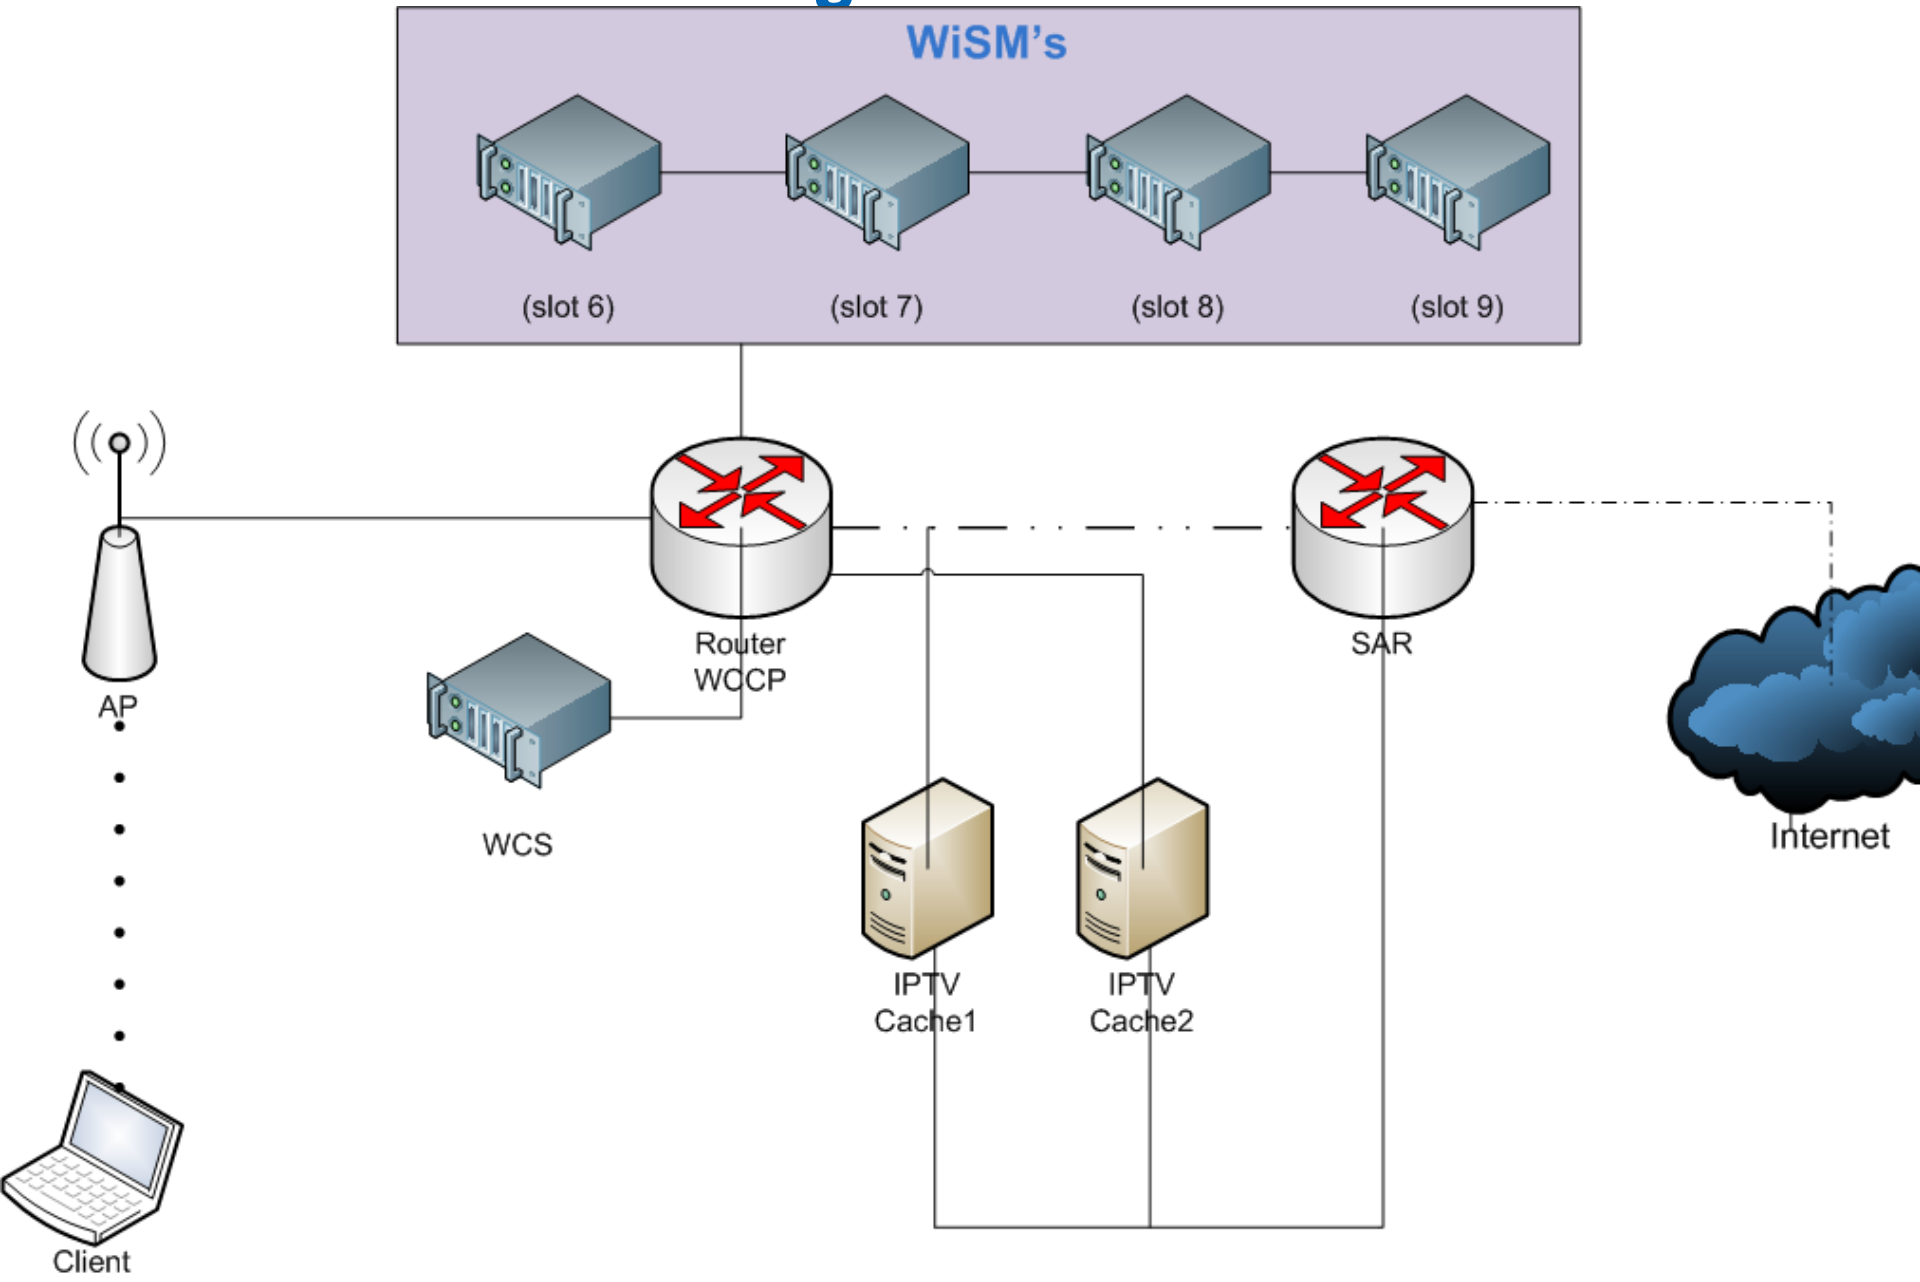 WiSM's
(slot 6)
(slot 7)
(slot 8)
(slot 9)
Router
WCCP
SAR
AP
WCS
Internet
IPTV
Cache1
IPTV
Cache2
Client